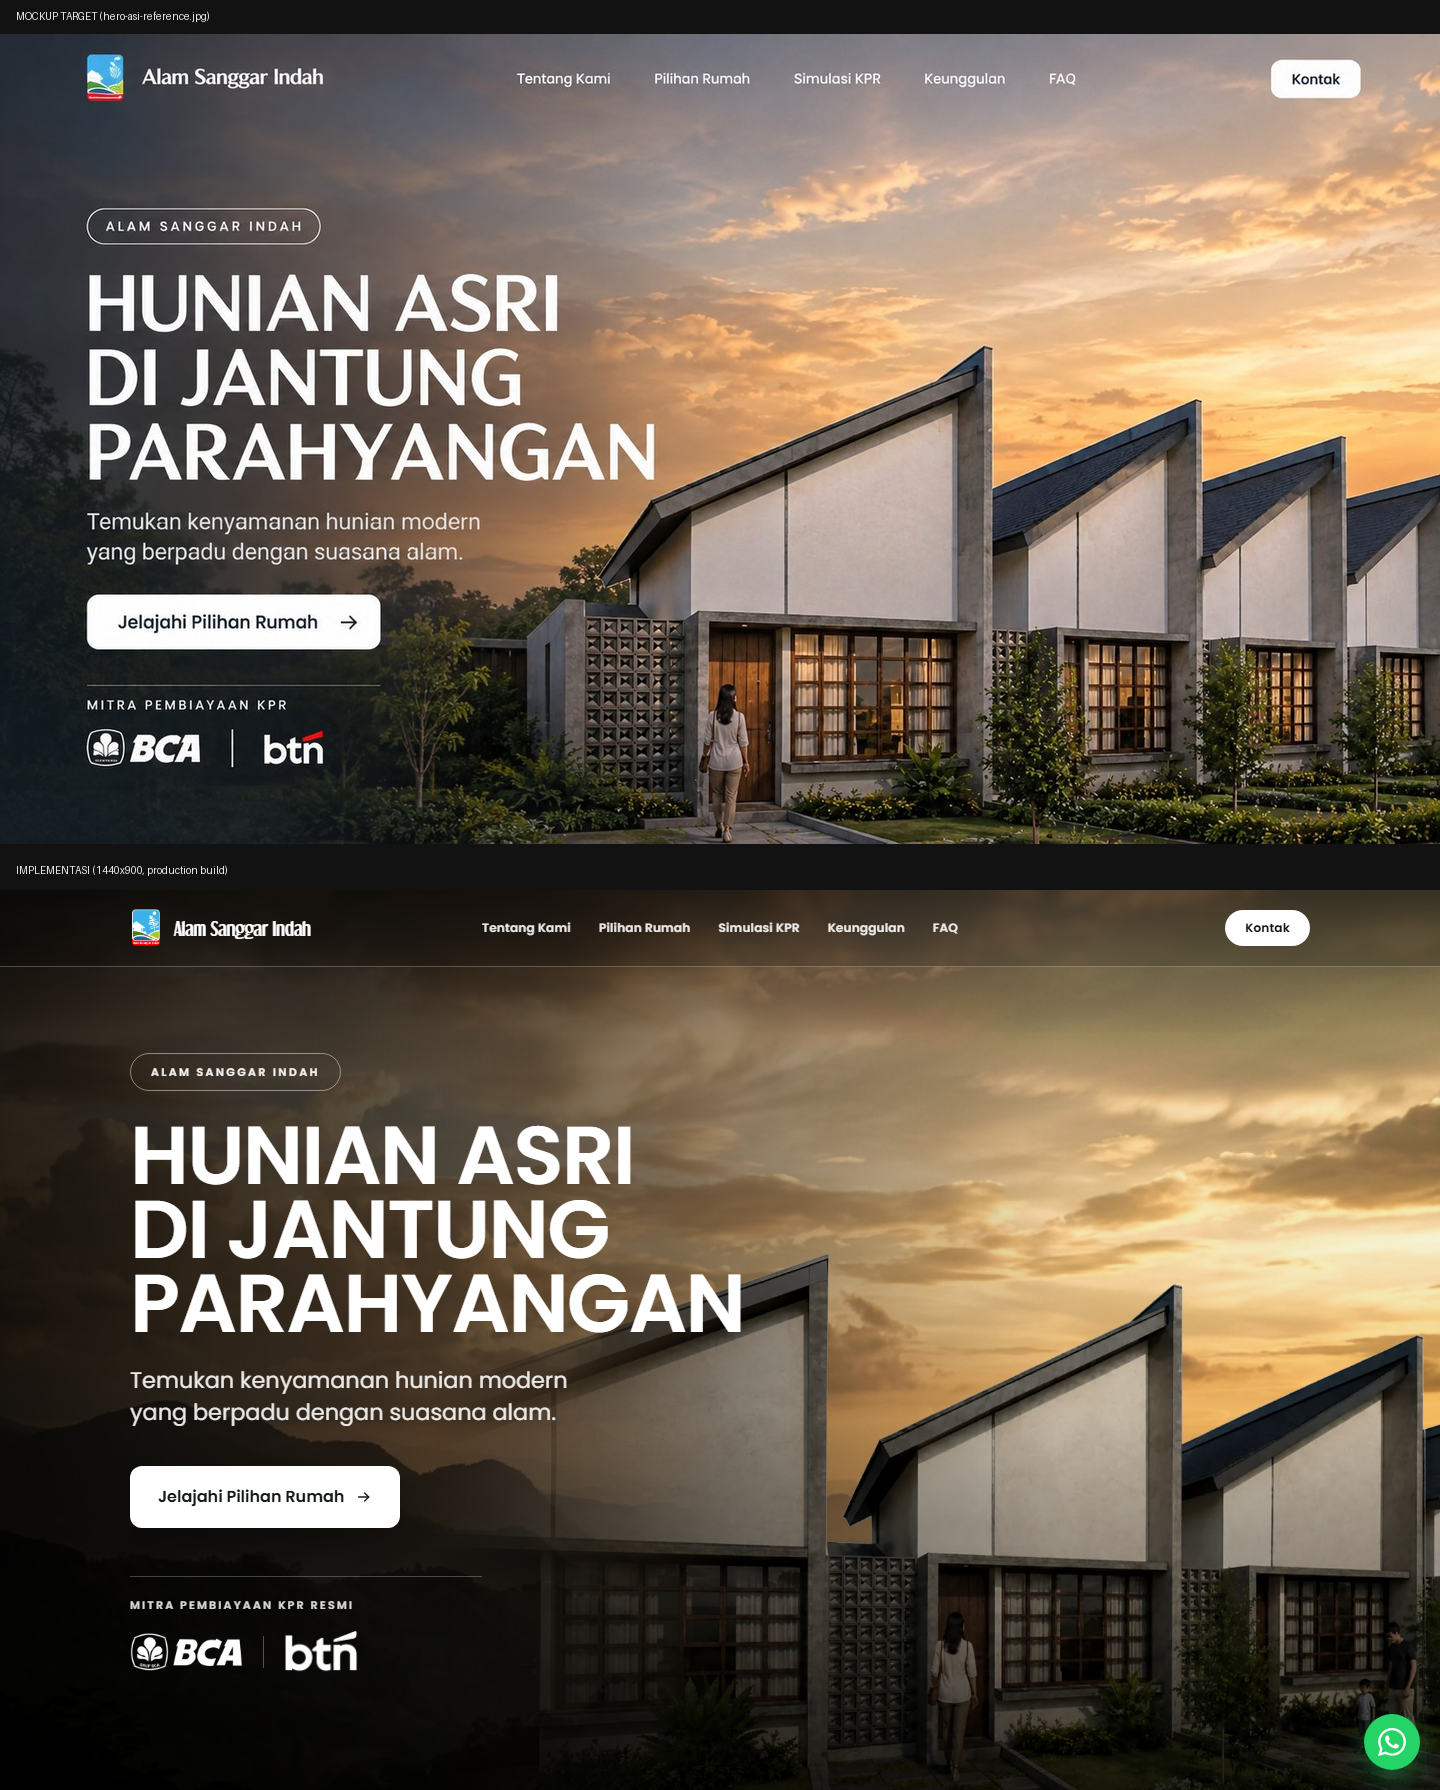 MOCKUP TARGET (hero-asi-reference.jpg)
Alam Sanggar Indah
Tentang Kami
Pilihan Rumah
Simulasi KPR
Keunggulan
FAQ
Kontak
ALAM SANGGAR INDAH
HUNIAN ASRI
DI JANTUNG
PARAHYANGAN
Temukan kenyamanan hunian modern
yang berpadu dengan suasana alam.
Jelajahi Pilihan Rumah →
MITRA PEMBIAYAAN KPR
BCA
btn
IMPLEMENTASI (1440x900, production build)
Alam Sanggar Indah
Tentang Kami
Pilihan Rumah
Simulasi KPR
Keunggulan
FAQ
Kontak
ALAM SANGGAR INDAH
HUNIAN ASRI
DI JANTUNG
PARAHYANGAN
Temukan kenyamanan hunian modern
yang berpadu dengan suasana alam.
Jelajahi Pilihan Rumah →
MITRA PEMBIAYAAN KPR RESMI
BCA
btn